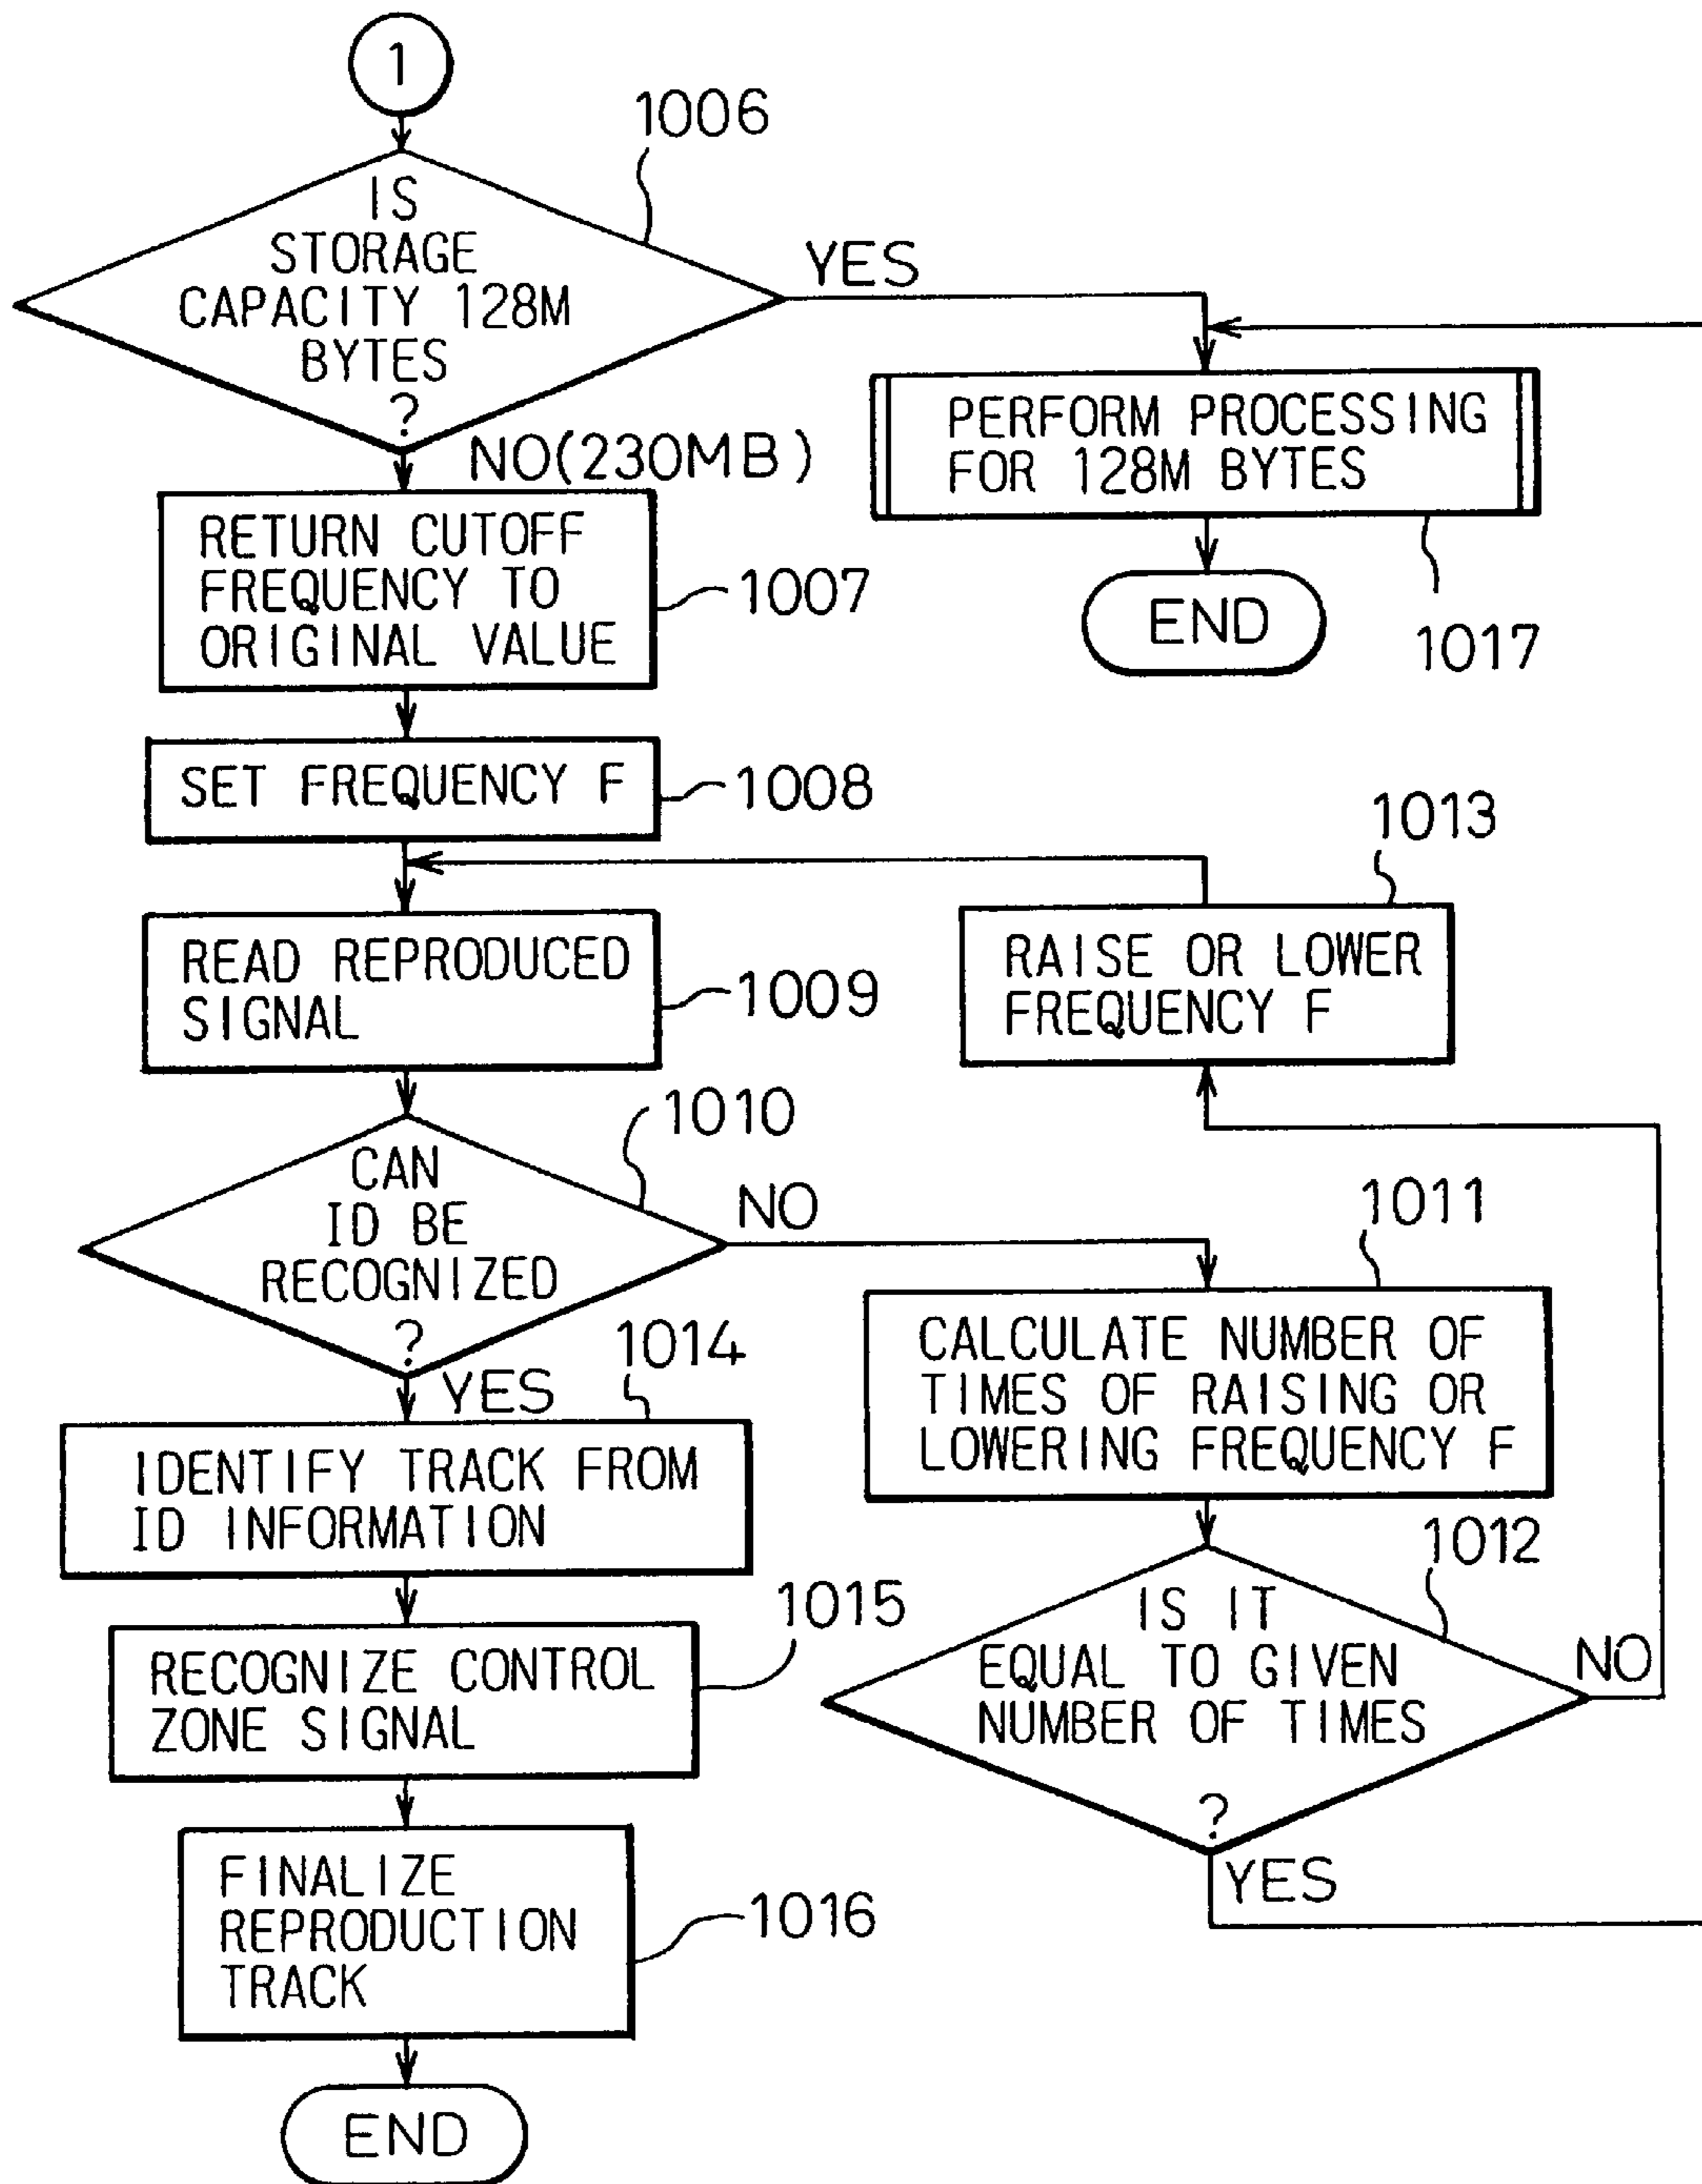 1
1006
IS
STORAGE
CAPACITY 128M
BYTES
?
YES
NO(230MB)
PERFORM PROCESSING
FOR 128M BYTES
1017
END
RETURN CUTOFF
FREQUENCY TO
ORIGINAL VALUE
1007
SET FREQUENCY F
1008
1013
RAISE OR LOWER
FREQUENCY F
READ REPRODUCED
SIGNAL
1009
1010
CAN
ID BE
RECOGNIZED
?
NO
YES
1011
CALCULATE NUMBER OF
TIMES OF RAISING OR
LOWERING FREQUENCY F
1014
IDENTIFY TRACK FROM
ID INFORMATION
1012
IS IT
EQUAL TO GIVEN
NUMBER OF TIMES
?
NO
YES
1015
RECOGNIZE CONTROL
ZONE SIGNAL
FINALIZE
REPRODUCTION
TRACK
1016
END